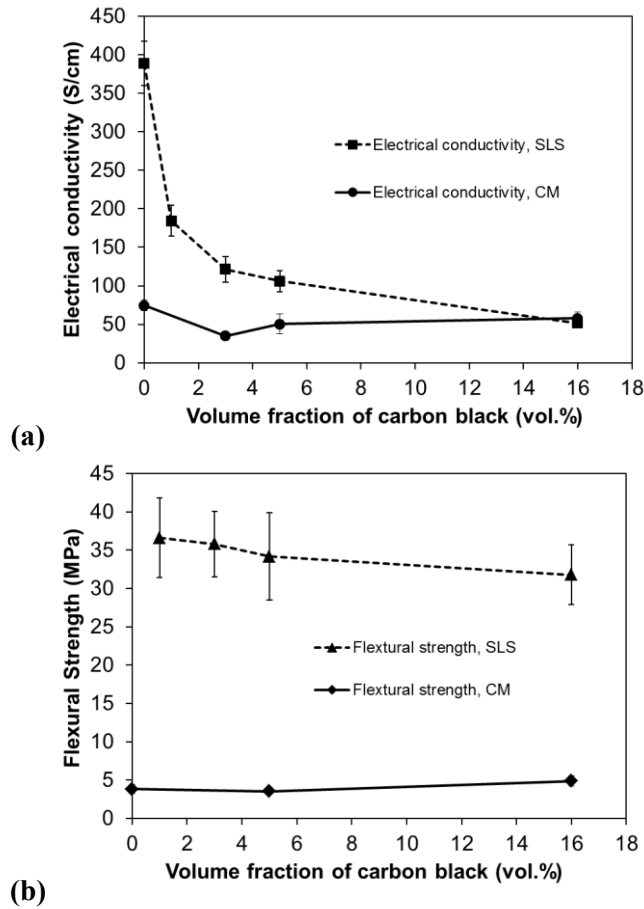 450
400
350
300
250
200
150
100
50
0
Electrical conductivity (S/cm)
Electrical conductivity, SLS
Electrical conductivity, CM
0 2 4 6 8 10 12 14 16 18
Volume fraction of carbon black (vol.%)
(a)
45
40
35
30
25
20
15
10
5
0
Flexural Strength (MPa)
Flextural strength, SLS
Flextural strength, CM
0 2 4 6 8 10 12 14 16 18
Volume fraction of carbon black (vol.%)
(b)